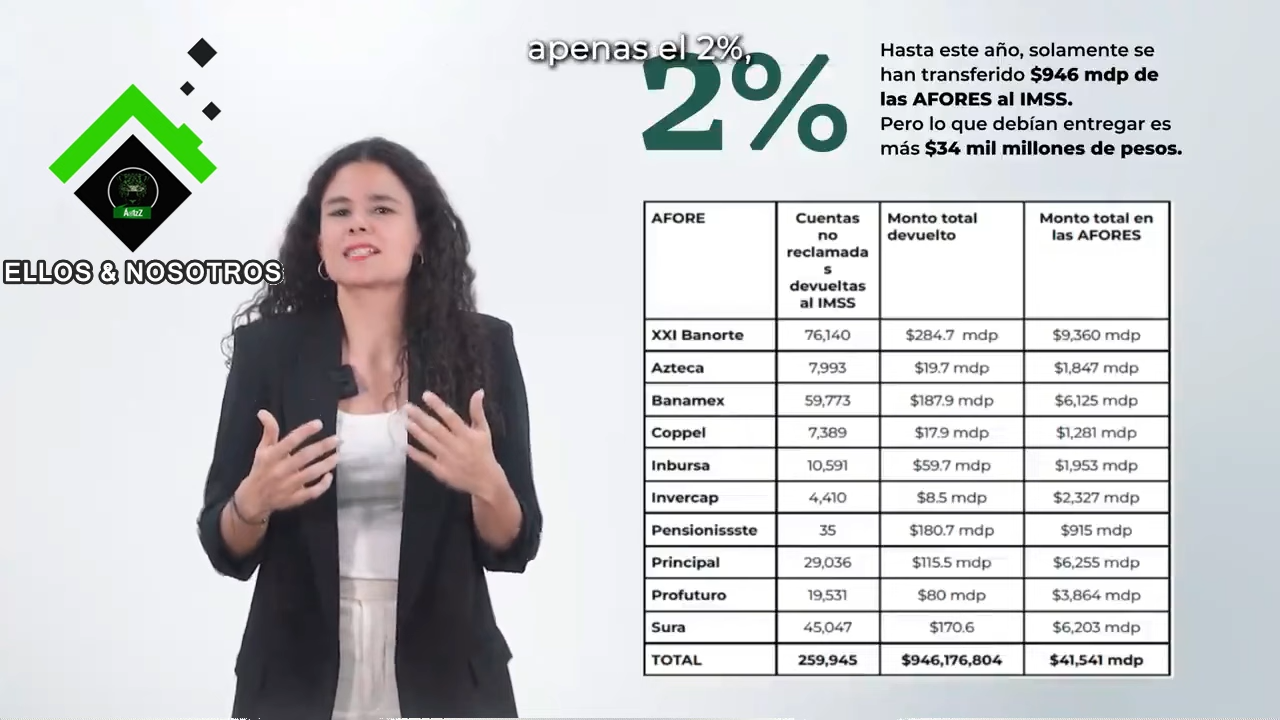 apenas el 2%,
2%
Hasta este año, solamente se
han transferido $946 mdp de
las AFORES al IMSS.
Pero lo que debían entregar es
más $34 mil millones de pesos.
ArtzZ
ELLOS & NOSOTROS
AFORE
Cuentas
no
reclamada
s
devueltas
al IMSS
Monto total
devuelto
Monto total en
las AFORES
XXI Banorte 76,140 $284.7 mdp $9,360 mdp
Azteca 7,993 $19.7 mdp $1,847 mdp
Banamex 59,773 $187.9 mdp $6,125 mdp
Coppel 7,389 $17.9 mdp $1,281 mdp
Inbursa 10,591 $59.7 mdp $1,953 mdp
Invercap 4,410 $8.5 mdp $2,327 mdp
Pensionissste 35 $180.7 mdp $915 mdp
Principal 29,036 $115.5 mdp $6,255 mdp
Profuturo 19,531 $80 mdp $3,864 mdp
Sura 45,047 $170.6 $6,203 mdp
TOTAL 259,945 $946,176,804 $41,541 mdp